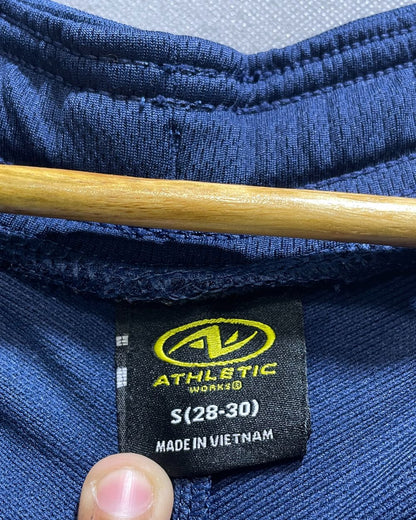 ATHLETIC
WORKS®
S(28-30)
MADE IN VIETNAM